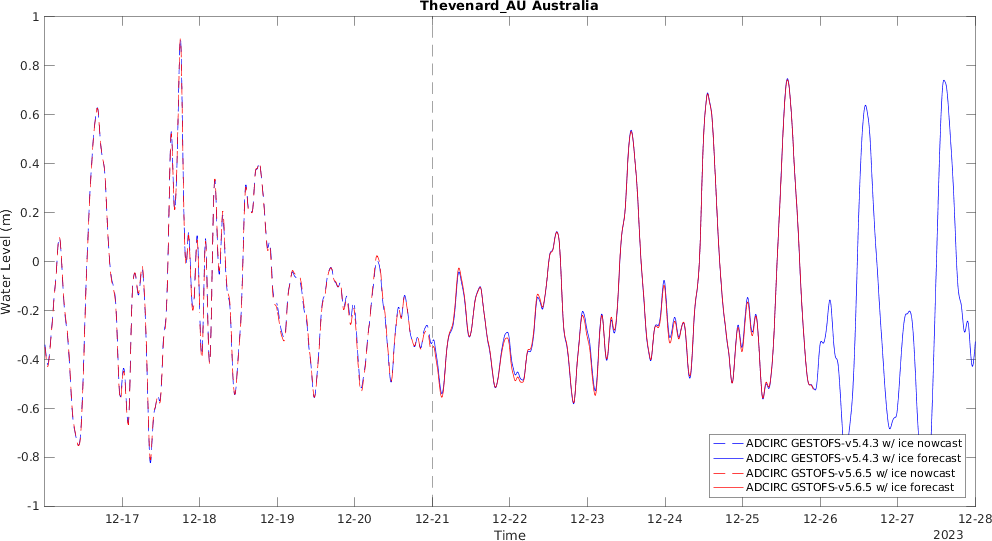 Thevenard_AU Australia
1
0.8
0.6
0.4
0.2
0
-0.2
-0.4
-0.6
-0.8
-1
Water Level (m)
ADCIRC GESTOFS-v5.4.3 w/ ice nowcast
ADCIRC GESTOFS-v5.4.3 w/ ice forecast
ADCIRC GSTOFS-v5.6.5 w/ ice nowcast
ADCIRC GSTOFS-v5.6.5 w/ ice forecast
12-17 12-18 12-19 12-20 12-21 12-22 12-23 12-24 12-25 12-26 12-27 12-28
Time
2023